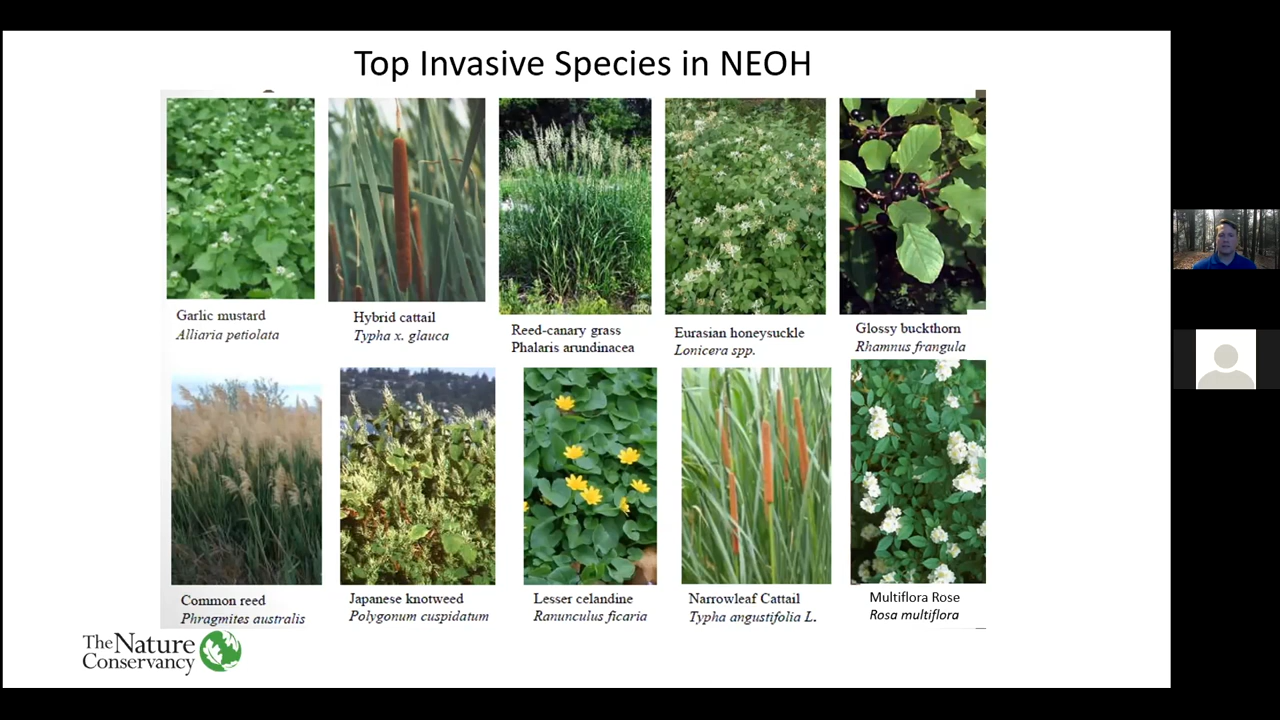 Top Invasive Species in NEOH
Garlic mustard
Alliaria petiolata
Hybrid cattail
Typha x. glauca
Reed-canary grass
Phalaris arundinacea
Eurasian honeysuckle
Lonicera spp.
Glossy buckthorn
Rhamnus frangula
Common reed
Phragmites australis
Japanese knotweed
Polygonum cuspidatum
Lesser celandine
Ranunculus ficaria
Narrowleaf Cattail
Typha angustifolia L.
Multiflora Rose
Rosa multiflora
The Nature
Conservancy